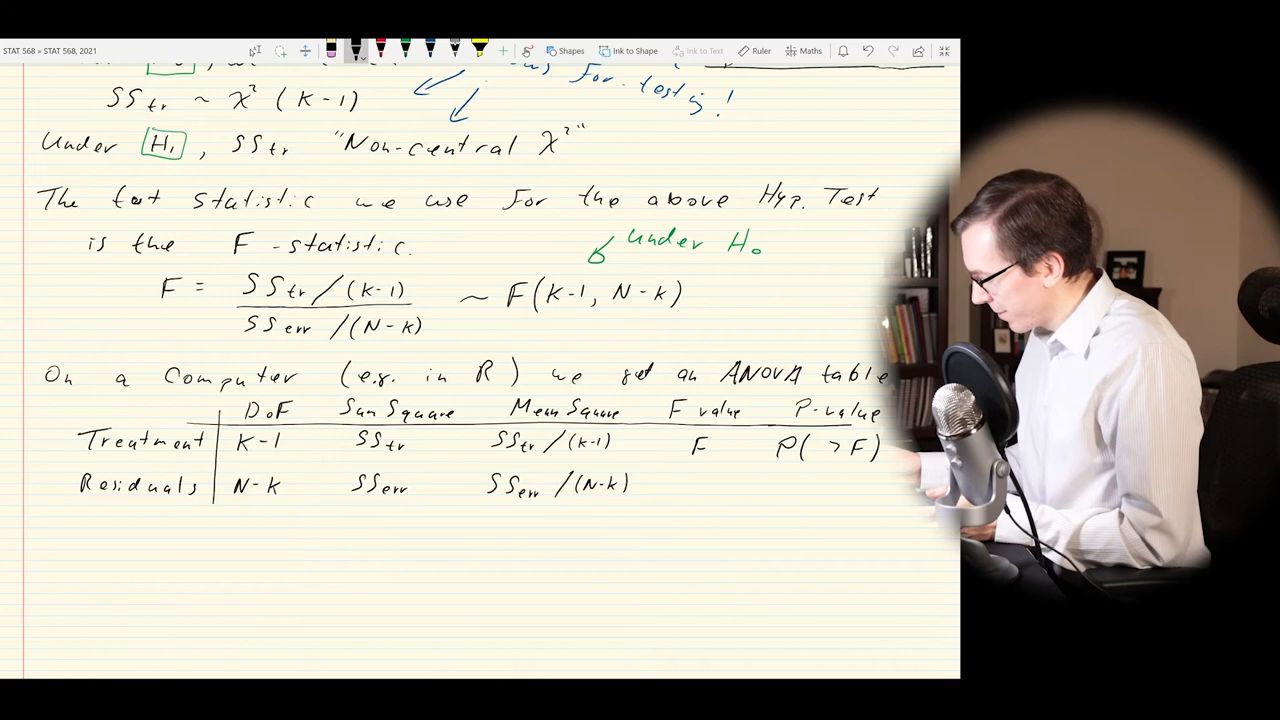 STAT 568 » STAT 568, 2021
Shapes Ink to Shape Ink to Text Ruler Maths
For testing!
SStr ~ χ² (K-1)
Under H₁, SStr "Non-central χ²"
The test statistic we use for the above Hyp. Test
is the F-statistic.
under H₀
F = SStr/(K-1) / SSerr/(N-K) ~ F(K-1, N-K)
On a computer (e.g. in R) we get an ANOVA table
DoF Sum Square Mean Square F value P-value
Treatment K-1 SStr SStr/(K-1) F P( >F)
Residuals N-K SSerr SSerr/(N-K)